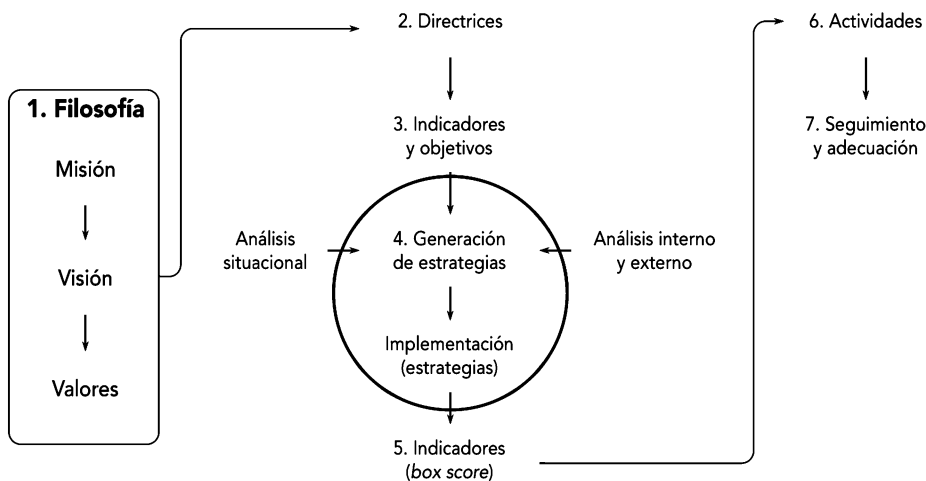 1. Filosofía
Misión
Visión
Valores
2. Directrices
3. Indicadores
y objetivos
Análisis
situacional
4. Generación
de estrategias
Análisis interno
y externo
Implementación
(estrategias)
5. Indicadores
(box score)
6. Actividades
7. Seguimiento
y adecuación